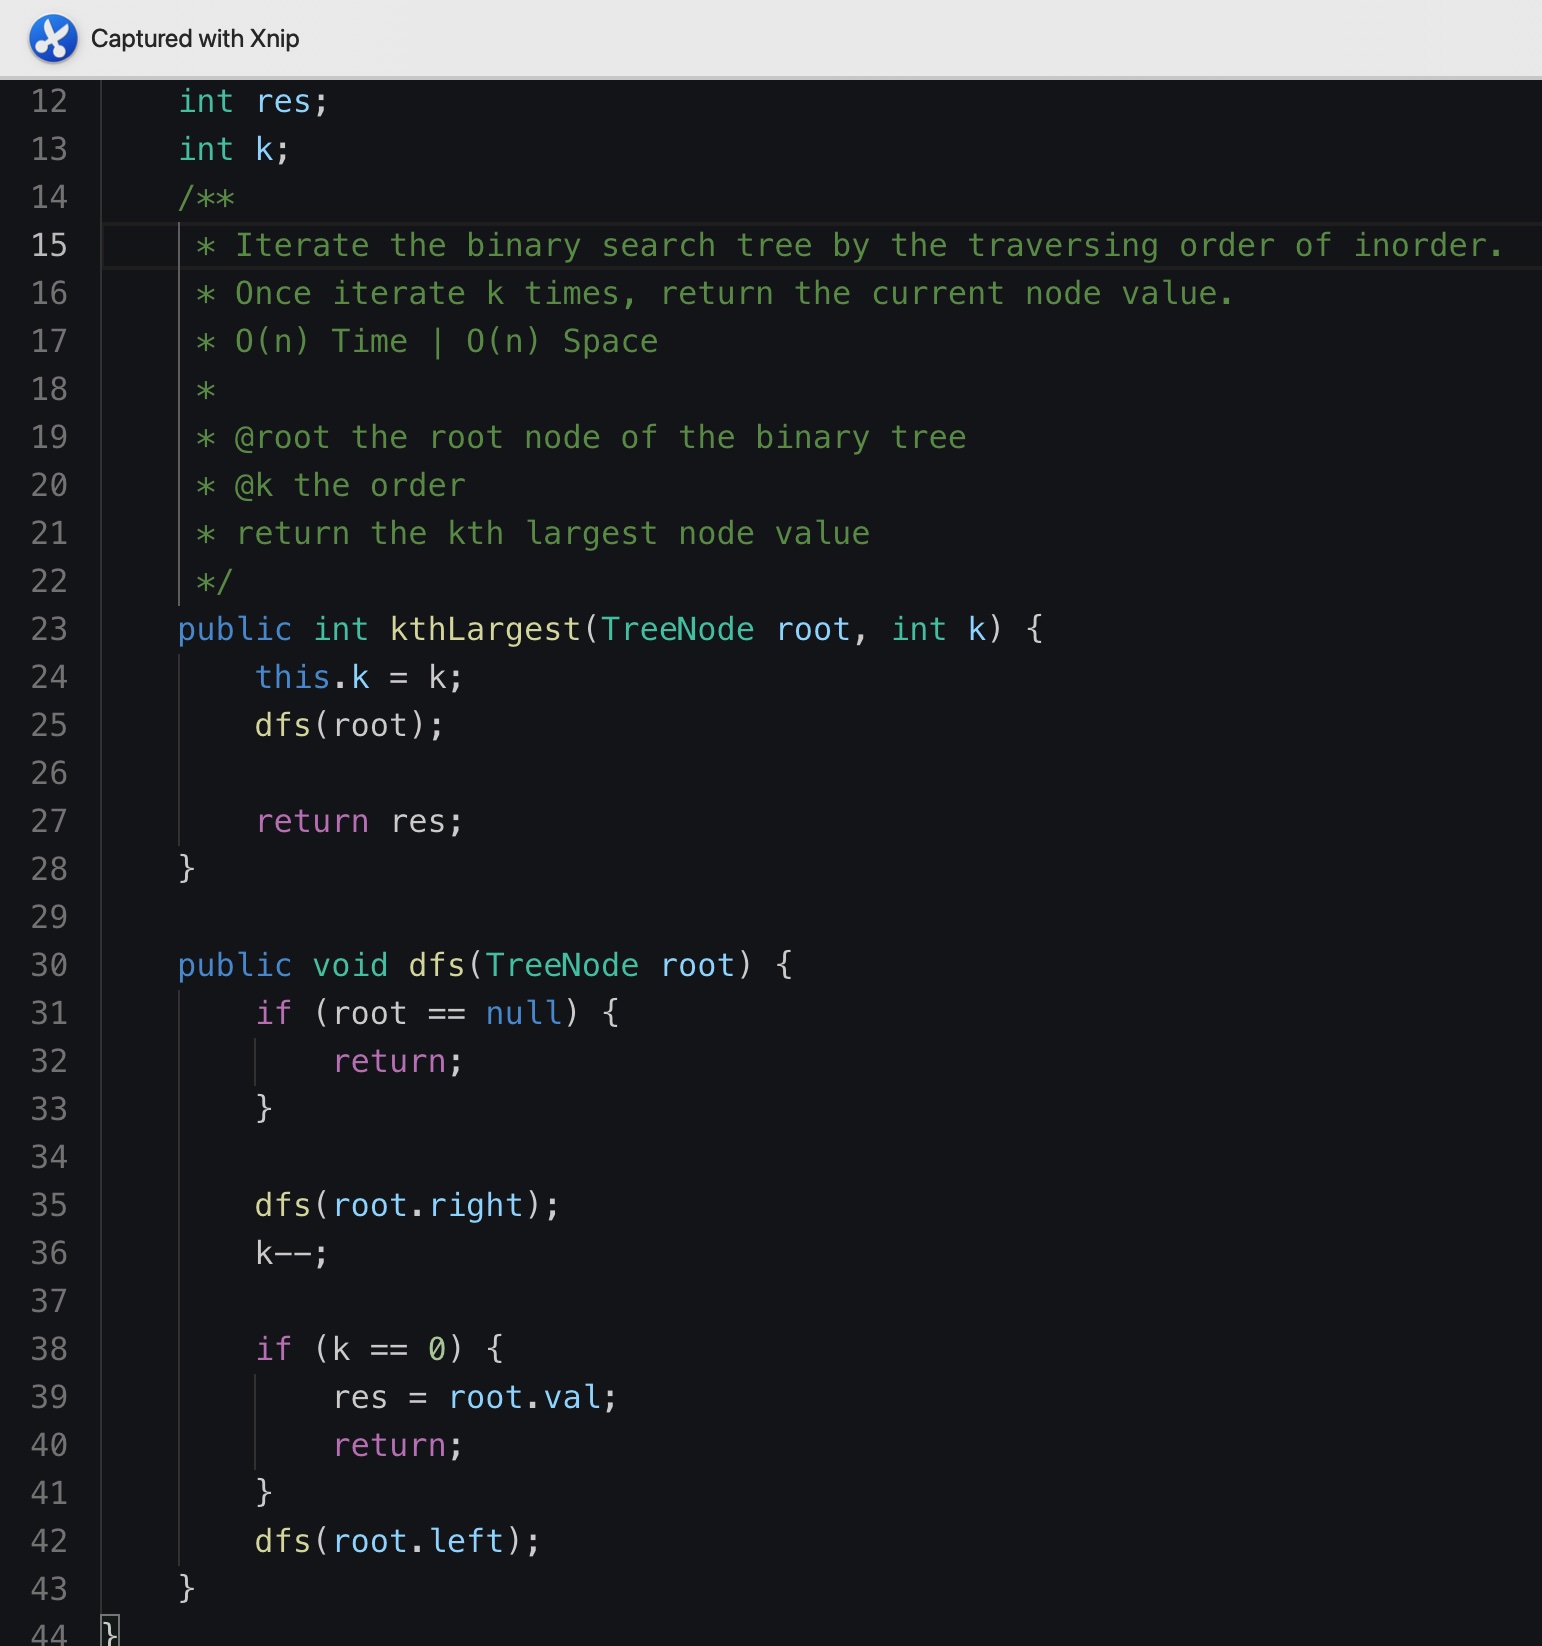 Captured with Xnip
12 int res;
13 int k;
14 /**
15 * Iterate the binary search tree by the traversing order of inorder.
16 * Once iterate k times, return the current node value.
17 * O(n) Time | O(n) Space
18 *
19 * @root the root node of the binary tree
20 * @k the order
21 * return the kth largest node value
22 */
23 public int kthLargest(TreeNode root, int k) {
24 this.k = k;
25 dfs(root);
26
27 return res;
28 }
29
30 public void dfs(TreeNode root) {
31 if (root == null) {
32 return;
33 }
34
35 dfs(root.right);
36 k--;
37
38 if (k == 0) {
39 res = root.val;
40 return;
41 }
42 dfs(root.left);
43 }
44 }